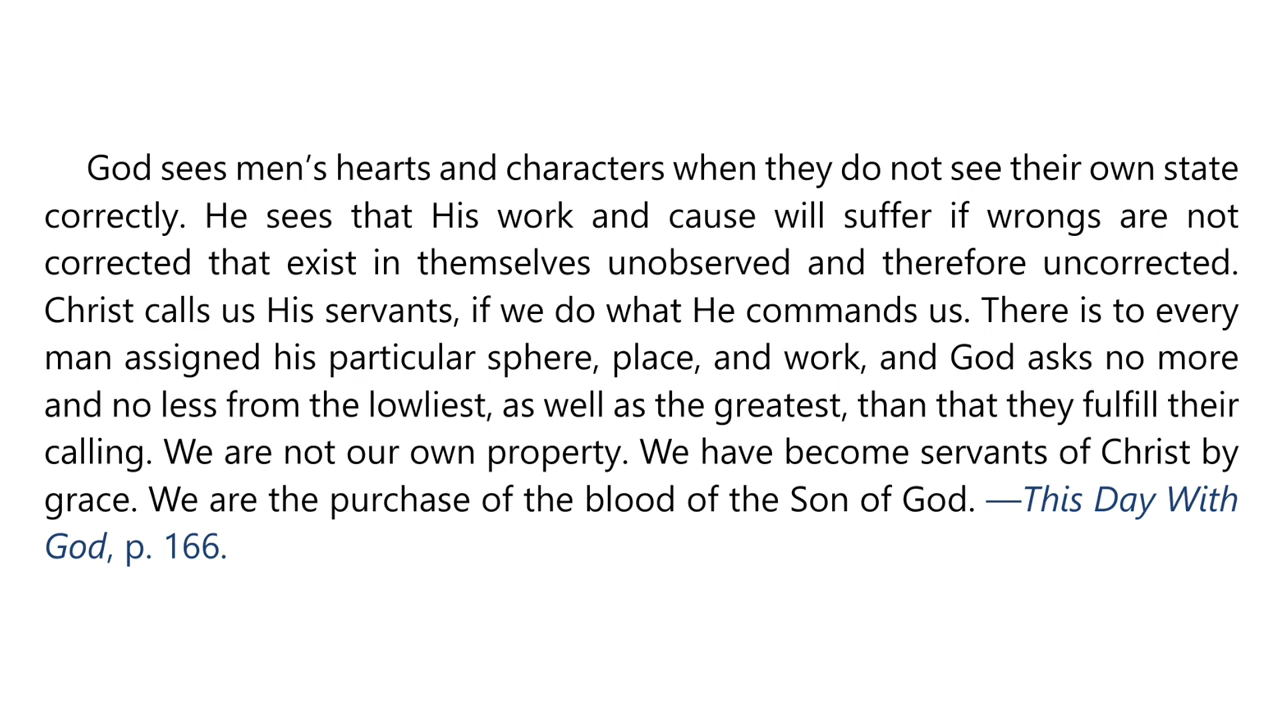 God sees men’s hearts and characters when they do not see their own state
correctly. He sees that His work and cause will suffer if wrongs are not
corrected that exist in themselves unobserved and therefore uncorrected.
Christ calls us His servants, if we do what He commands us. There is to every
man assigned his particular sphere, place, and work, and God asks no more
and no less from the lowliest, as well as the greatest, than that they fulfill their
calling. We are not our own property. We have become servants of Christ by
grace. We are the purchase of the blood of the Son of God. —This Day With
God, p. 166.